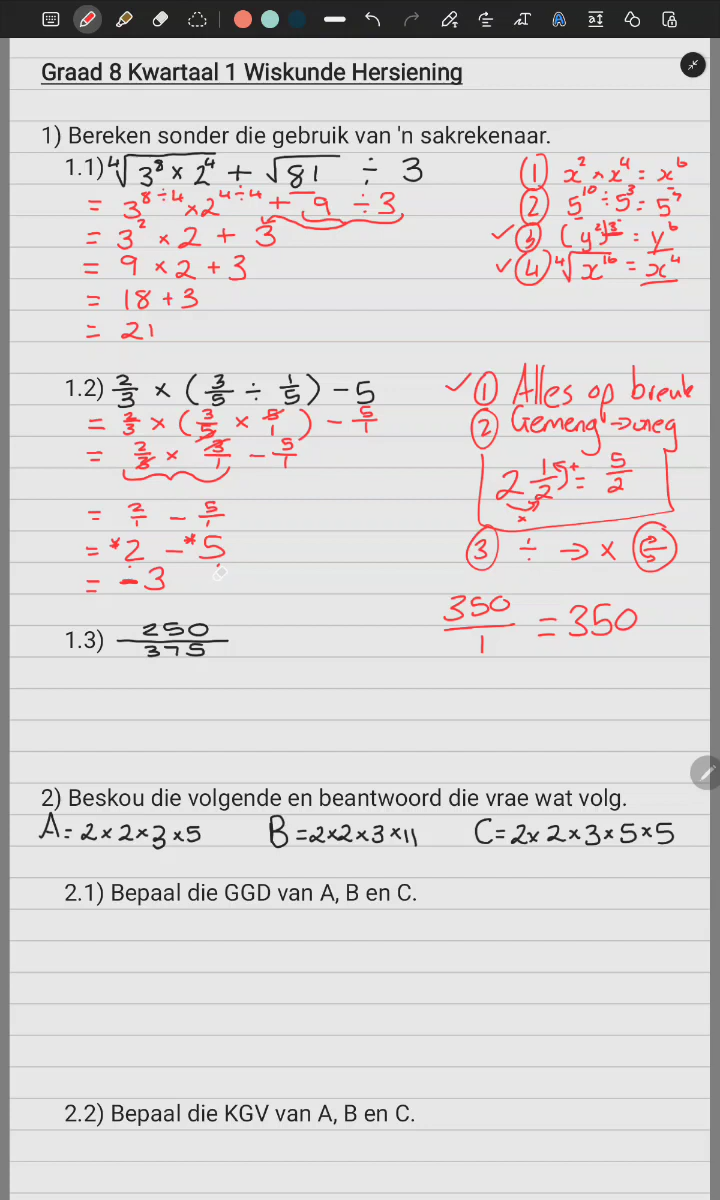 Graad 8 Kwartaal 1 Wiskunde Hersiening
1) Bereken sonder die gebruik van 'n sakrekenaar.
1.1) ⁴√(3⁸ × 2⁴) + √81 ÷ 3
= 3^(8÷4) × 2^(4÷4) + 9 ÷ 3
= 3² × 2 + 3
= 9 × 2 + 3
= 18 + 3
= 21
① x² × x⁴ = x⁶
② 5¹⁰ ÷ 5³ = 5⁷
✓③ (y²)³ = y⁶
✓④ ⁴√x¹⁶ = x⁴
1.2) 2/3 × (3/5 ÷ 1/5) − 5
= 2/3 × (3/5 × 5/1) − 5/1
= 2/3 × 3/1 − 5/1
= 2/1 − 5/1
= +2 − +5
= −3
✓① Alles op breuk
② Gemeng → weg
2 1/2 = 5/2
③ ÷ → ×
350/1 = 350
1.3) 250/375
2) Beskou die volgende en beantwoord die vrae wat volg.
A = 2 × 2 × 3 × 5 B = 2 × 2 × 3 × 11 C = 2 × 2 × 3 × 5 × 5
2.1) Bepaal die GGD van A, B en C.
2.2) Bepaal die KGV van A, B en C.